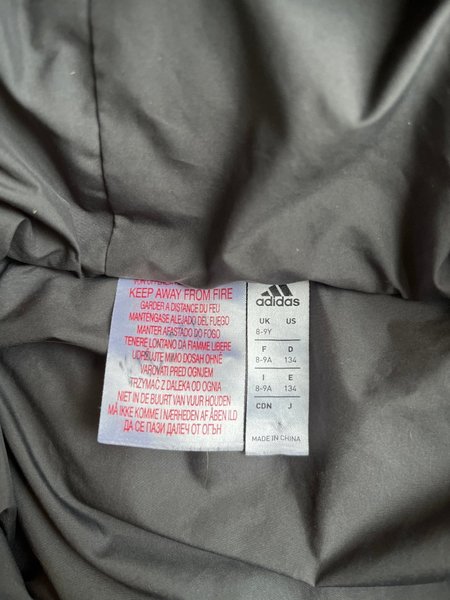 KEEP AWAY FROM FIRE
GARDER A DISTANCE DU FEU
MANTENGASE ALEJADO DEL FUEGO
MANTER AFASTADO DO FOGO
TENERE LONTANO DA FIAMME LIBERE
UDRŽUJTE MIMO DOSAH OHNĚ
VAROVATI PRED OGNJEM
TRZYMAĆ Z DALEKA OD OGNIA
NIET IN DE BUURT VAN VUUR HOUDEN
MÅ IKKE KOMME I NÆRHEDEN AF ÅBEN ILD
ДА СЕ ПАЗИ ДАЛЕЧ ОТ ОГЪН
adidas
UK US
8-9Y
F D
8-9A 134
I E
8-9A 134
CDN J
MADE IN CHINA